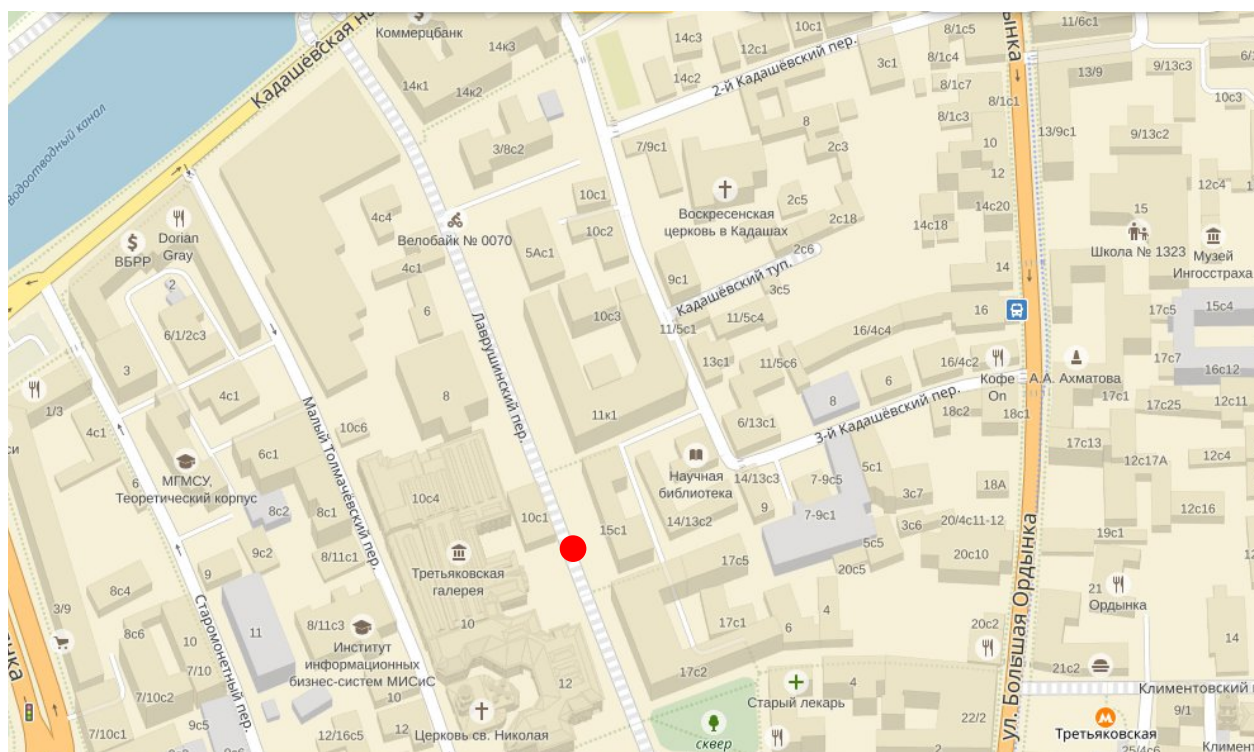 Кадашёвская на
Коммерцбанк
$
14к3
14к1
14к2
14с3
12с1
10с1
14с2
2-й Кадашёвский пер.
3с1
8/1с5
8/1с4
8/1с7
8/1с3
8/1с1
ынка
11/6с1
13/9
9/13с3
6/
10с3
13/9с1
9/13с2
Водоотводный канал
3/8с2
7/9с1
8
2с3
10
12
14с20
14с18
12с4
15
Dorian
Gray
$
ВБРР
2
4с4
Велобайк № 0070
4с1
5Ас1
10с1
10с2
Воскресенская
церковь в Кадашах
2с5
2с18
2с6
Школа № 1323
Музей
Ингосстраха
14
9с1
Кадашёвский туп.
3с5
6/1/2с3
6
Лаврушинский пер.
10с3
11/5с1
11/5с4
16/4с4
16
17с5
15с4
3
1/3
4с1
4с1
8
13с1
11/5с6
6
16/4с2
Кофе
On
А.А. Ахматова
17с7
16с12
8
11к1
6/13с1
3-й Кадашёвский пер.
18с2
18с1
17с1
17с25
12с11
17с13
10с6
Малый Толмачёвский пер.
си
6с1
МГМСУ,
Теоретический корпус
6
Научная
библиотека
14/13с3
7-9с5
5с1
12с17А
12с4
10с4
8с2
8с1
10с1
15с1
14/13с2
9
7-9с1
3с7
18А
12с16
3с6
20/4с11-12
19с1
9с2
8/11с1
Третьяковская
галерея
17с5
5с5
20с5
20с10
ул. Большая Ордынка
9
8с4
3/9
Старомонетный пер.
21
Ордынка
8с6
10
11
8/11с3
10
17с1
6
4
20с2
14
7/10
Институт
информационных
бизнес-систем МИСиС
17с2
21с2
ынка
7/10с2
10
12
Старый лекарь
4
Климентовский п
9с5
12
Церковь св. Николая
22/2
М
Третьяковская
9/1
7/10с1
12/16с5
сквер
2
25/4с6